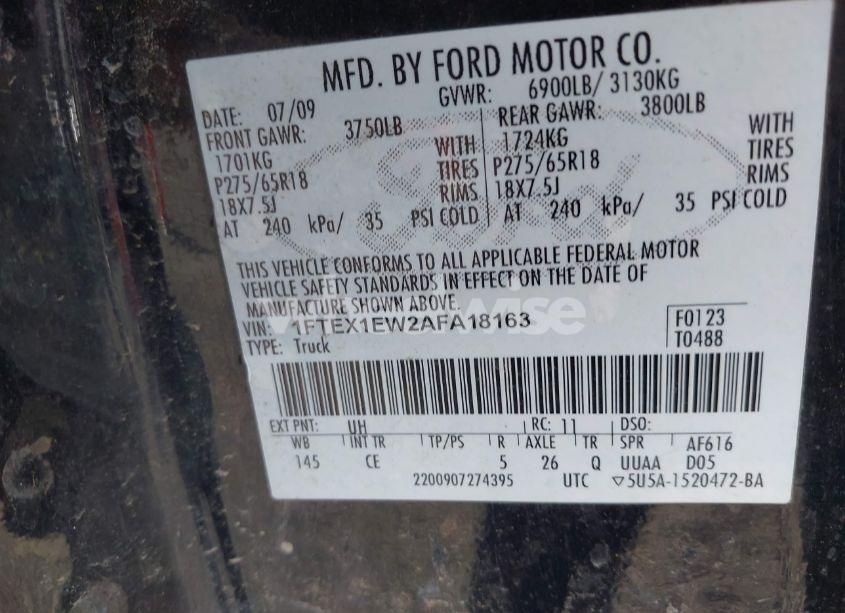 MFD. BY FORD MOTOR CO.
DATE: 07/09 GVWR: 6900LB/ 3130KG
FRONT GAWR: 3750LB REAR GAWR: 3800LB
1701KG WITH 1724KG WITH
P275/65R18 TIRES P275/65R18 TIRES
18X7.5J RIMS 18X7.5J RIMS
AT 240 kPa/ 35 PSI COLD AT 240 kPa/ 35 PSI COLD
THIS VEHICLE CONFORMS TO ALL APPLICABLE FEDERAL MOTOR
VEHICLE SAFETY STANDARDS IN EFFECT ON THE DATE OF
MANUFACTURE SHOWN ABOVE.
VIN: 1FTEX1EW2AFA18163 F0123
TYPE: Truck T0488
EXT PNT: UH RC: 11 DSO:
WB INT TR TP/PS R AXLE TR SPR AF616
145 CE 5 26 Q UUAA D05
2200907274395 UTC ▽5U5A-1520472-BA